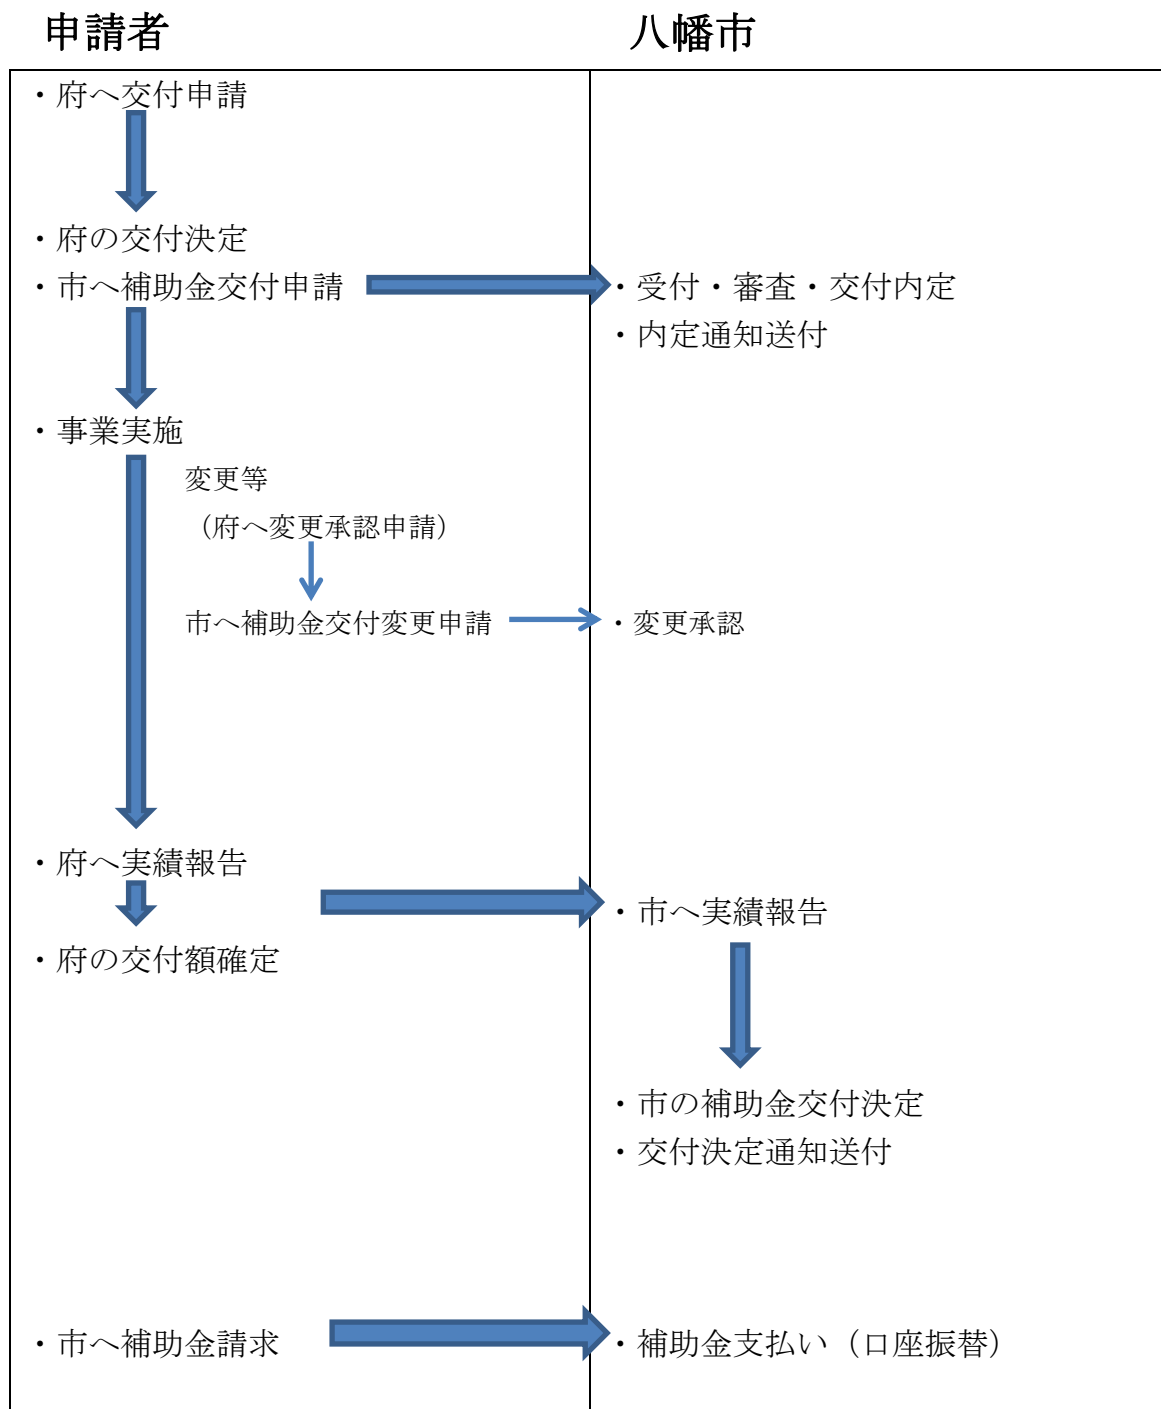 申請者
八幡市
・府へ交付申請
・府の交付決定
・市へ補助金交付申請
・受付・審査・交付内定
・内定通知送付
・事業実施
変更等
（府へ変更承認申請）
市へ補助金交付変更申請
・変更承認
・府へ実績報告
・市へ実績報告
・府の交付額確定
・市の補助金交付決定
・交付決定通知送付
・市へ補助金請求
・補助金支払い（口座振替）